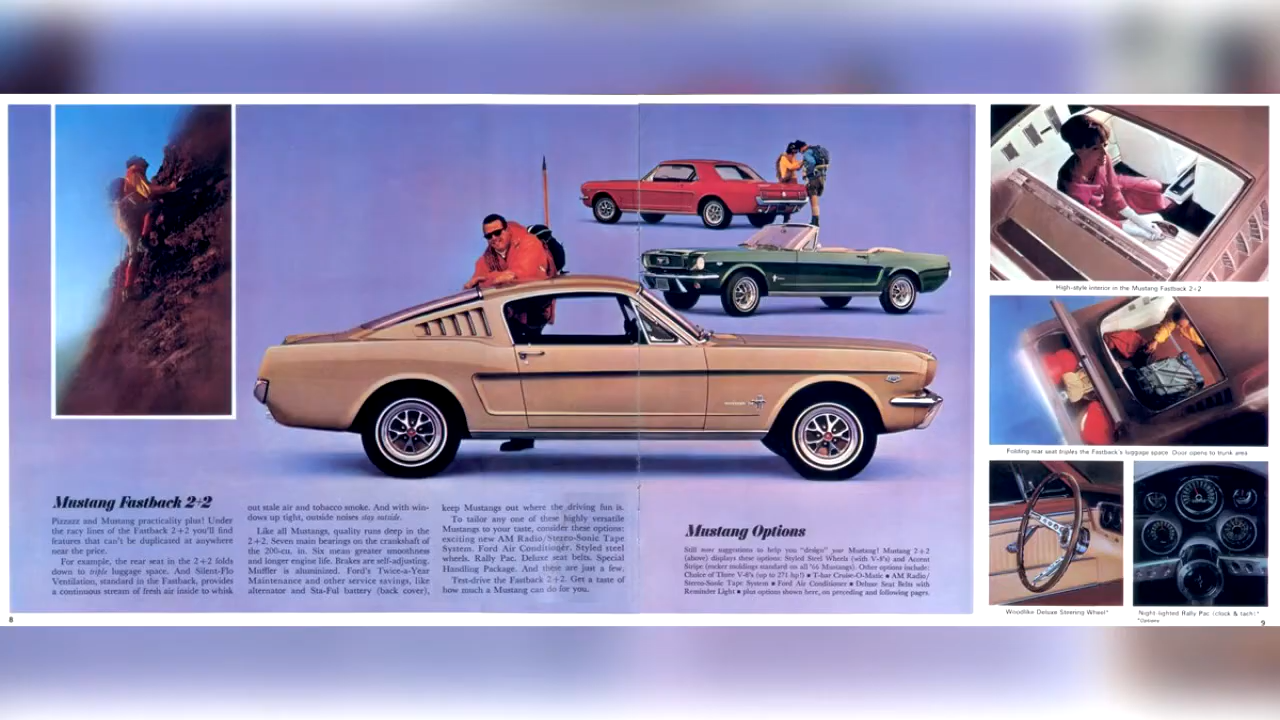 Mustang Fastback 2+2
Pizzazz and Mustang practicality plus! Under
the racy lines of the Fastback 2+2 you'll find
features that can't be duplicated at anywhere
near the price.
For example, the rear seat in the 2+2 folds
down to triple luggage space. And Silent-Flo
Ventilation, standard in the Fastback, provides
a continuous stream of fresh air inside to whisk
out stale air and tobacco smoke. And with win-
dows up tight, outside noises stay outside.
Like all Mustangs, quality runs deep in the
2+2. Seven main bearings on the crankshaft of
the 200-cu. in. Six mean greater smoothness
and longer engine life. Brakes are self-adjusting.
Muffler is aluminized. Ford's Twice-a-Year
Maintenance and other service savings, like
alternator and Sta-Ful battery (back cover),
keep Mustangs out where the driving fun is.
To tailor any one of these highly versatile
Mustangs to your taste, consider these options:
exciting new AM Radio/Stereo-Sonic Tape
System. Ford Air Conditioner. Styled steel
wheels. Rally Pac. Deluxe seat belts. Special
Handling Package. And these are just a few.
Test-drive the Fastback 2+2. Get a taste of
how much a Mustang can do for you.
8
Mustang Options
Still more suggestions to help you "design" your Mustang! Mustang 2+2
(above) displays these options: Styled Steel Wheels (with V-8's) and Accent
Stripe (rocker moldings standard on all '66 Mustangs). Other options include:
Choice of Three V-8's (up to 271 hp!) ■ T-bar Cruise-O-Matic ■ AM Radio/
Stereo-Sonic Tape System ■ Ford Air Conditioner ■ Deluxe Seat Belts with
Reminder Light ■ plus options shown here, on preceding and following pages.
High-style interior in the Mustang Fastback 2+2
Folding rear seat triples the Fastback's luggage space. Door opens to trunk area
Woodlike Deluxe Steering Wheel*
Night-lighted Rally Pac (clock & tach)*
*Options
9